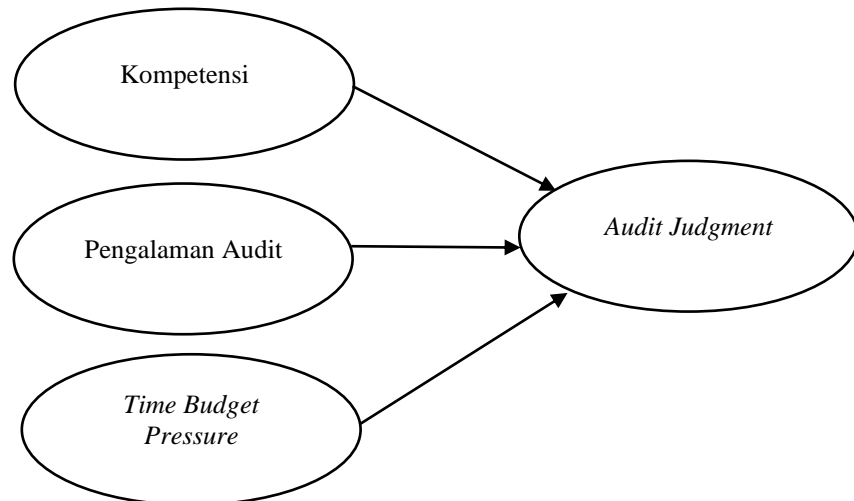 Kompetensi
Pengalaman Audit
Time Budget
Pressure
Audit Judgment